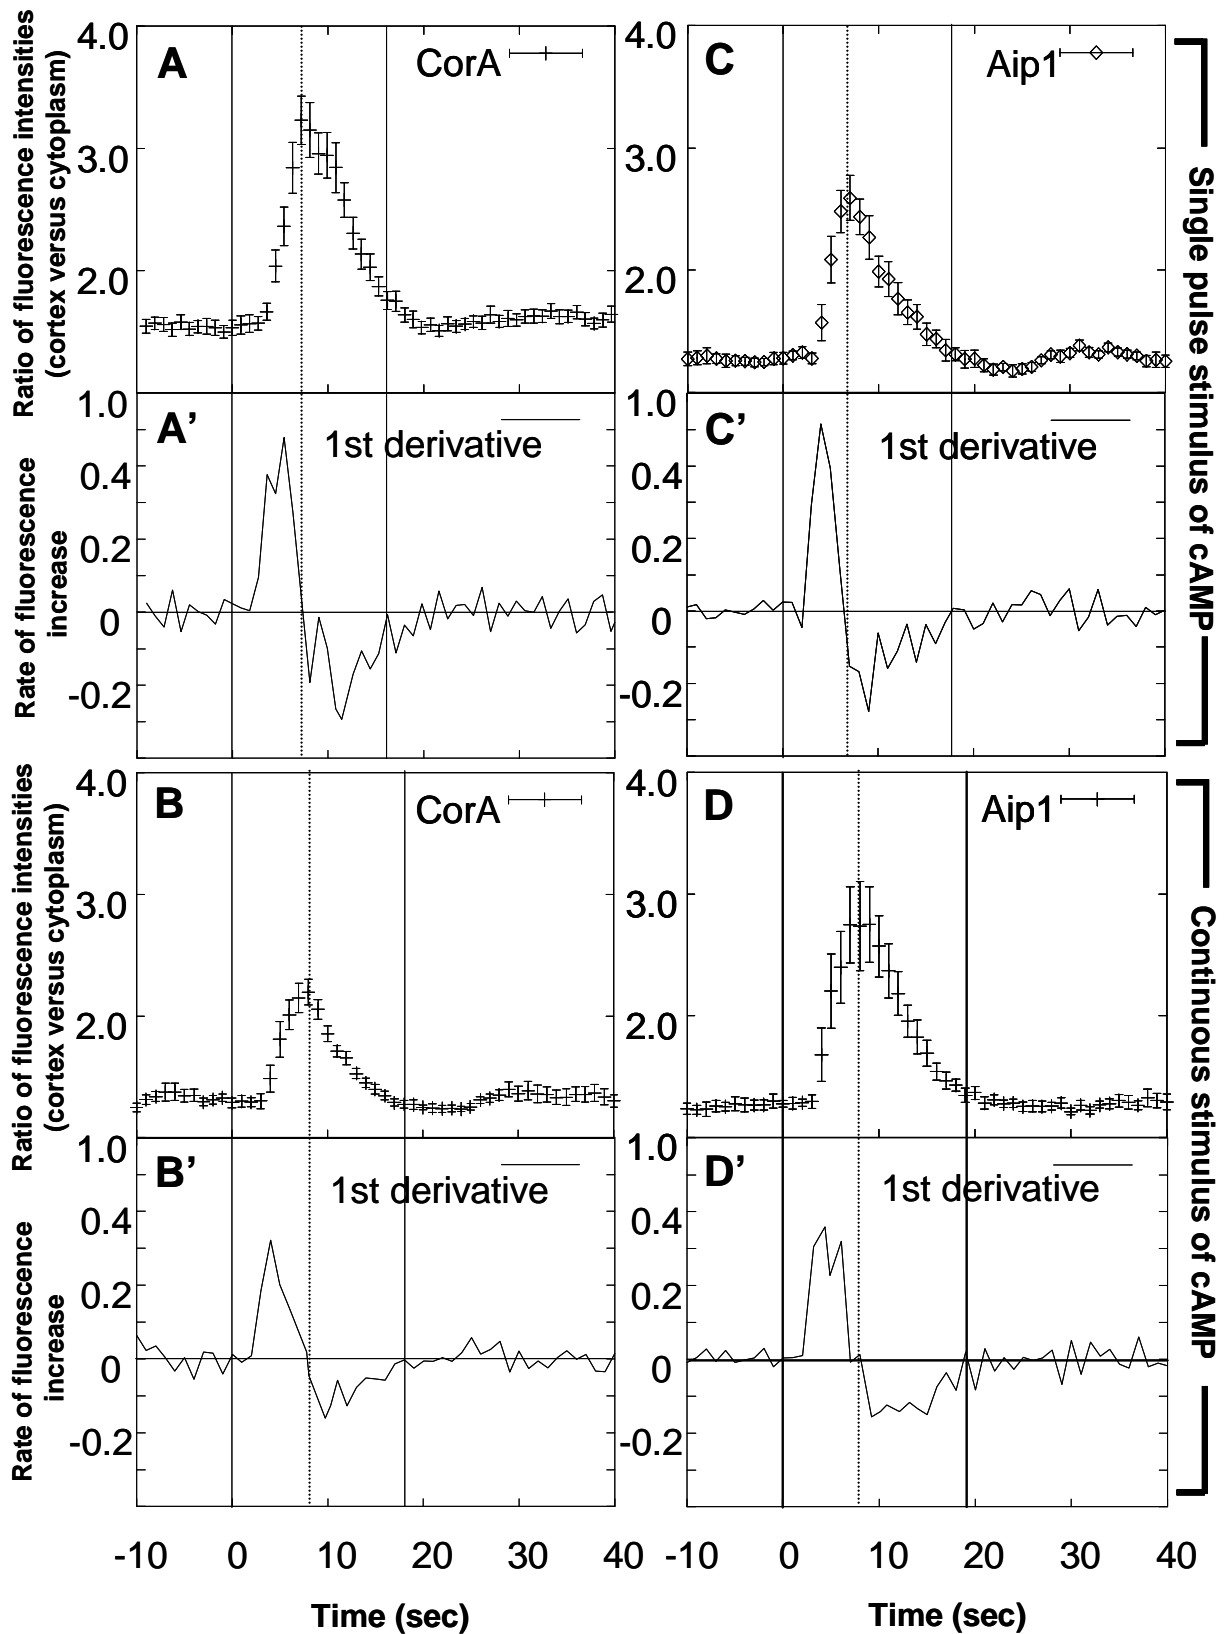 Ratio of fluorescence intensities
(cortex versus cytoplasm)
4.0
3.0
2.0
A
CorA
4.0
3.0
2.0
C
Aip1
Rate of fluorescence
increase
1.0
0.4
0.2
0
-0.2
A’
1st derivative
1.0
0.4
0.2
0
-0.2
C’
1st derivative
Single pulse stimulus of cAMP
Ratio of fluorescence intensities
(cortex versus cytoplasm)
4.0
3.0
2.0
B
CorA
4.0
3.0
2.0
D
Aip1
Rate of fluorescence
increase
1.0
0.4
0.2
0
-0.2
B’
1st derivative
1.0
0.4
0.2
0
-0.2
D’
1st derivative
Continuous stimulus of cAMP
-10 0 10 20 30 40
-10 0 10 20 30 40
Time (sec)
Time (sec)